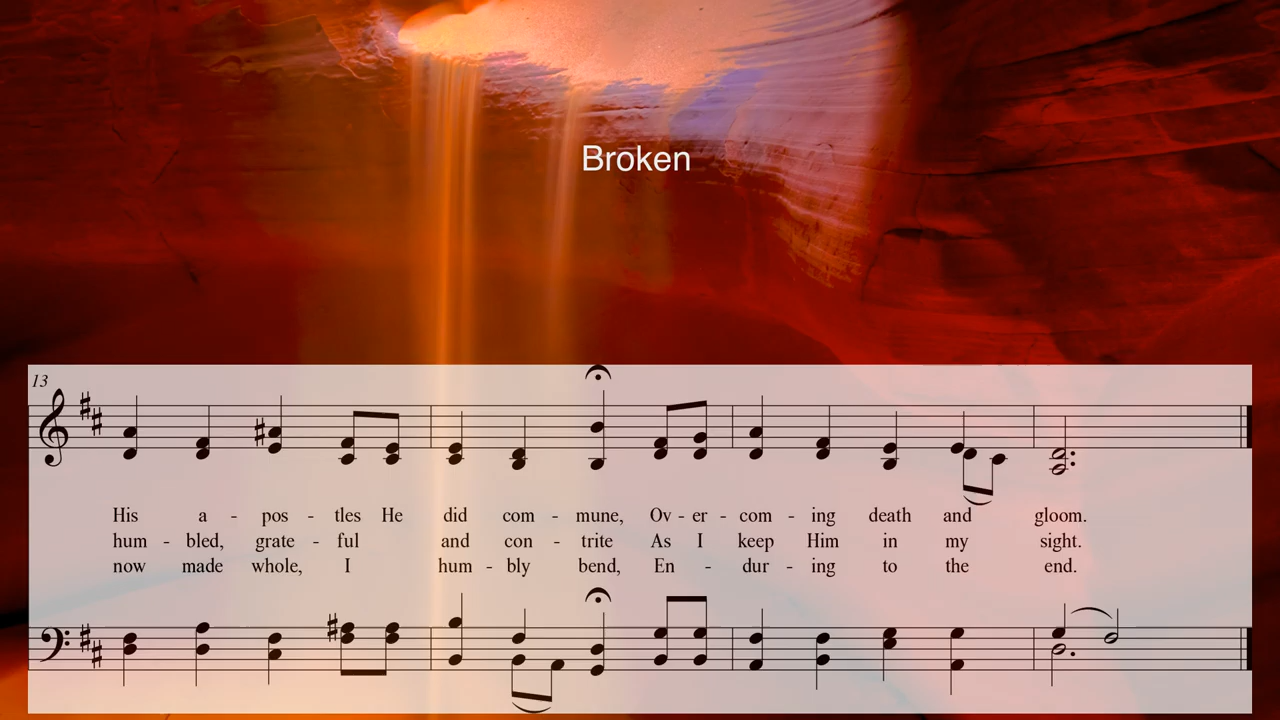 Broken
13
His a - pos - tles He did com - mune, Ov - er - com - ing death and gloom.
hum - bled, grate - ful and con - trite As I keep Him in my sight.
now made whole, I hum - bly bend, En - dur - ing to the end.